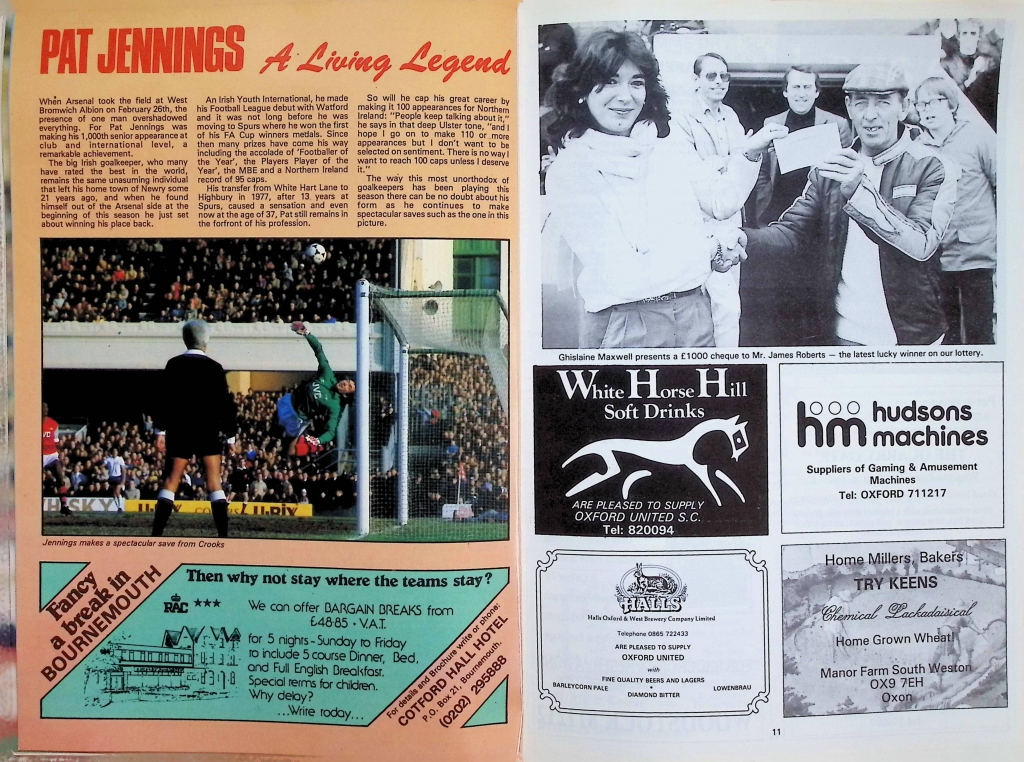 PAT JENNINGS A Living Legend
When Arsenal took the field at West
Bromwich Albion on February 26th, the
presence of one man overshadowed
everything. For Pat Jennings was
making his 1,000th senior appearance at
club and international level, a
remarkable achievement.
The big Irish goalkeeper, who many
have rated the best in the world,
remains the same unassuming individual
that left his home town of Newry some
21 years ago, and when he found
himself out of the Arsenal side at the
beginning of this season he just set
about winning his place back.
An Irish Youth International, he made
his Football League debut with Watford
and it was not long before he was
moving to Spurs where he won the first
of his FA Cup winners medals. Since
then many prizes have come his way
including the accolade of 'Footballer of
the Year', the Players Player of the
Year', the MBE and a Northern Ireland
record of 95 caps.
His transfer from White Hart Lane to
Highbury in 1977, after 13 years at
Spurs, caused a sensation and even
now at the age of 37, Pat still remains in
the forfront of his profession.
So will he cap his great career by
making it 100 appearances for Northern
Ireland: "People keep talking about it,"
he says in that deep Ulster tone, "and I
hope I go on to make 110 or more
appearances but I don't want to be
selected on sentiment. There is no way I
want to reach 100 caps unless I deserve
it."
The way this most unorthodox of
goalkeepers has been playing this
season there can be no doubt about his
form as he continues to make
spectacular saves such as the one in this
picture.
JVC
Jennings makes a spectacular save from Crooks
Fancy
a break in
BOURNEMOUTH
Then why not stay where the teams stay?
RAC ★★★
We can offer BARGAIN BREAKS from
£48·85 · V.A.T.
for 5 nights - Sunday to Friday
to include 5 course Dinner, Bed,
and Full English Breakfast.
Special terms for children.
Why delay?
...Write today...
For details and Brochure write or phone:
COTFORD HALL HOTEL
P.O. Box 21, Bournemouth.
(0202) 295888
Ghislaine Maxwell presents a £1000 cheque to Mr. James Roberts — the latest lucky winner on our lottery.
White Horse Hill
Soft Drinks
ARE PLEASED TO SUPPLY
OXFORD UNITED S.C.
Tel: 820094
hm hudsons
machines
Suppliers of Gaming & Amusement
Machines
Tel: OXFORD 711217
HALLS
Halls Oxford & West Brewery Company Limited
Telephone 0865 722433
ARE PLEASED TO SUPPLY
OXFORD UNITED
with
FINE QUALITY BEERS AND LAGERS
BARLEYCORN PALE • LOWENBRAU
DIAMOND BITTER
Home Millers, Bakers
TRY KEENS
Chemical Lackadaisical
Home Grown Wheat!
Manor Farm South Weston
OX9 7EH
Oxon
11